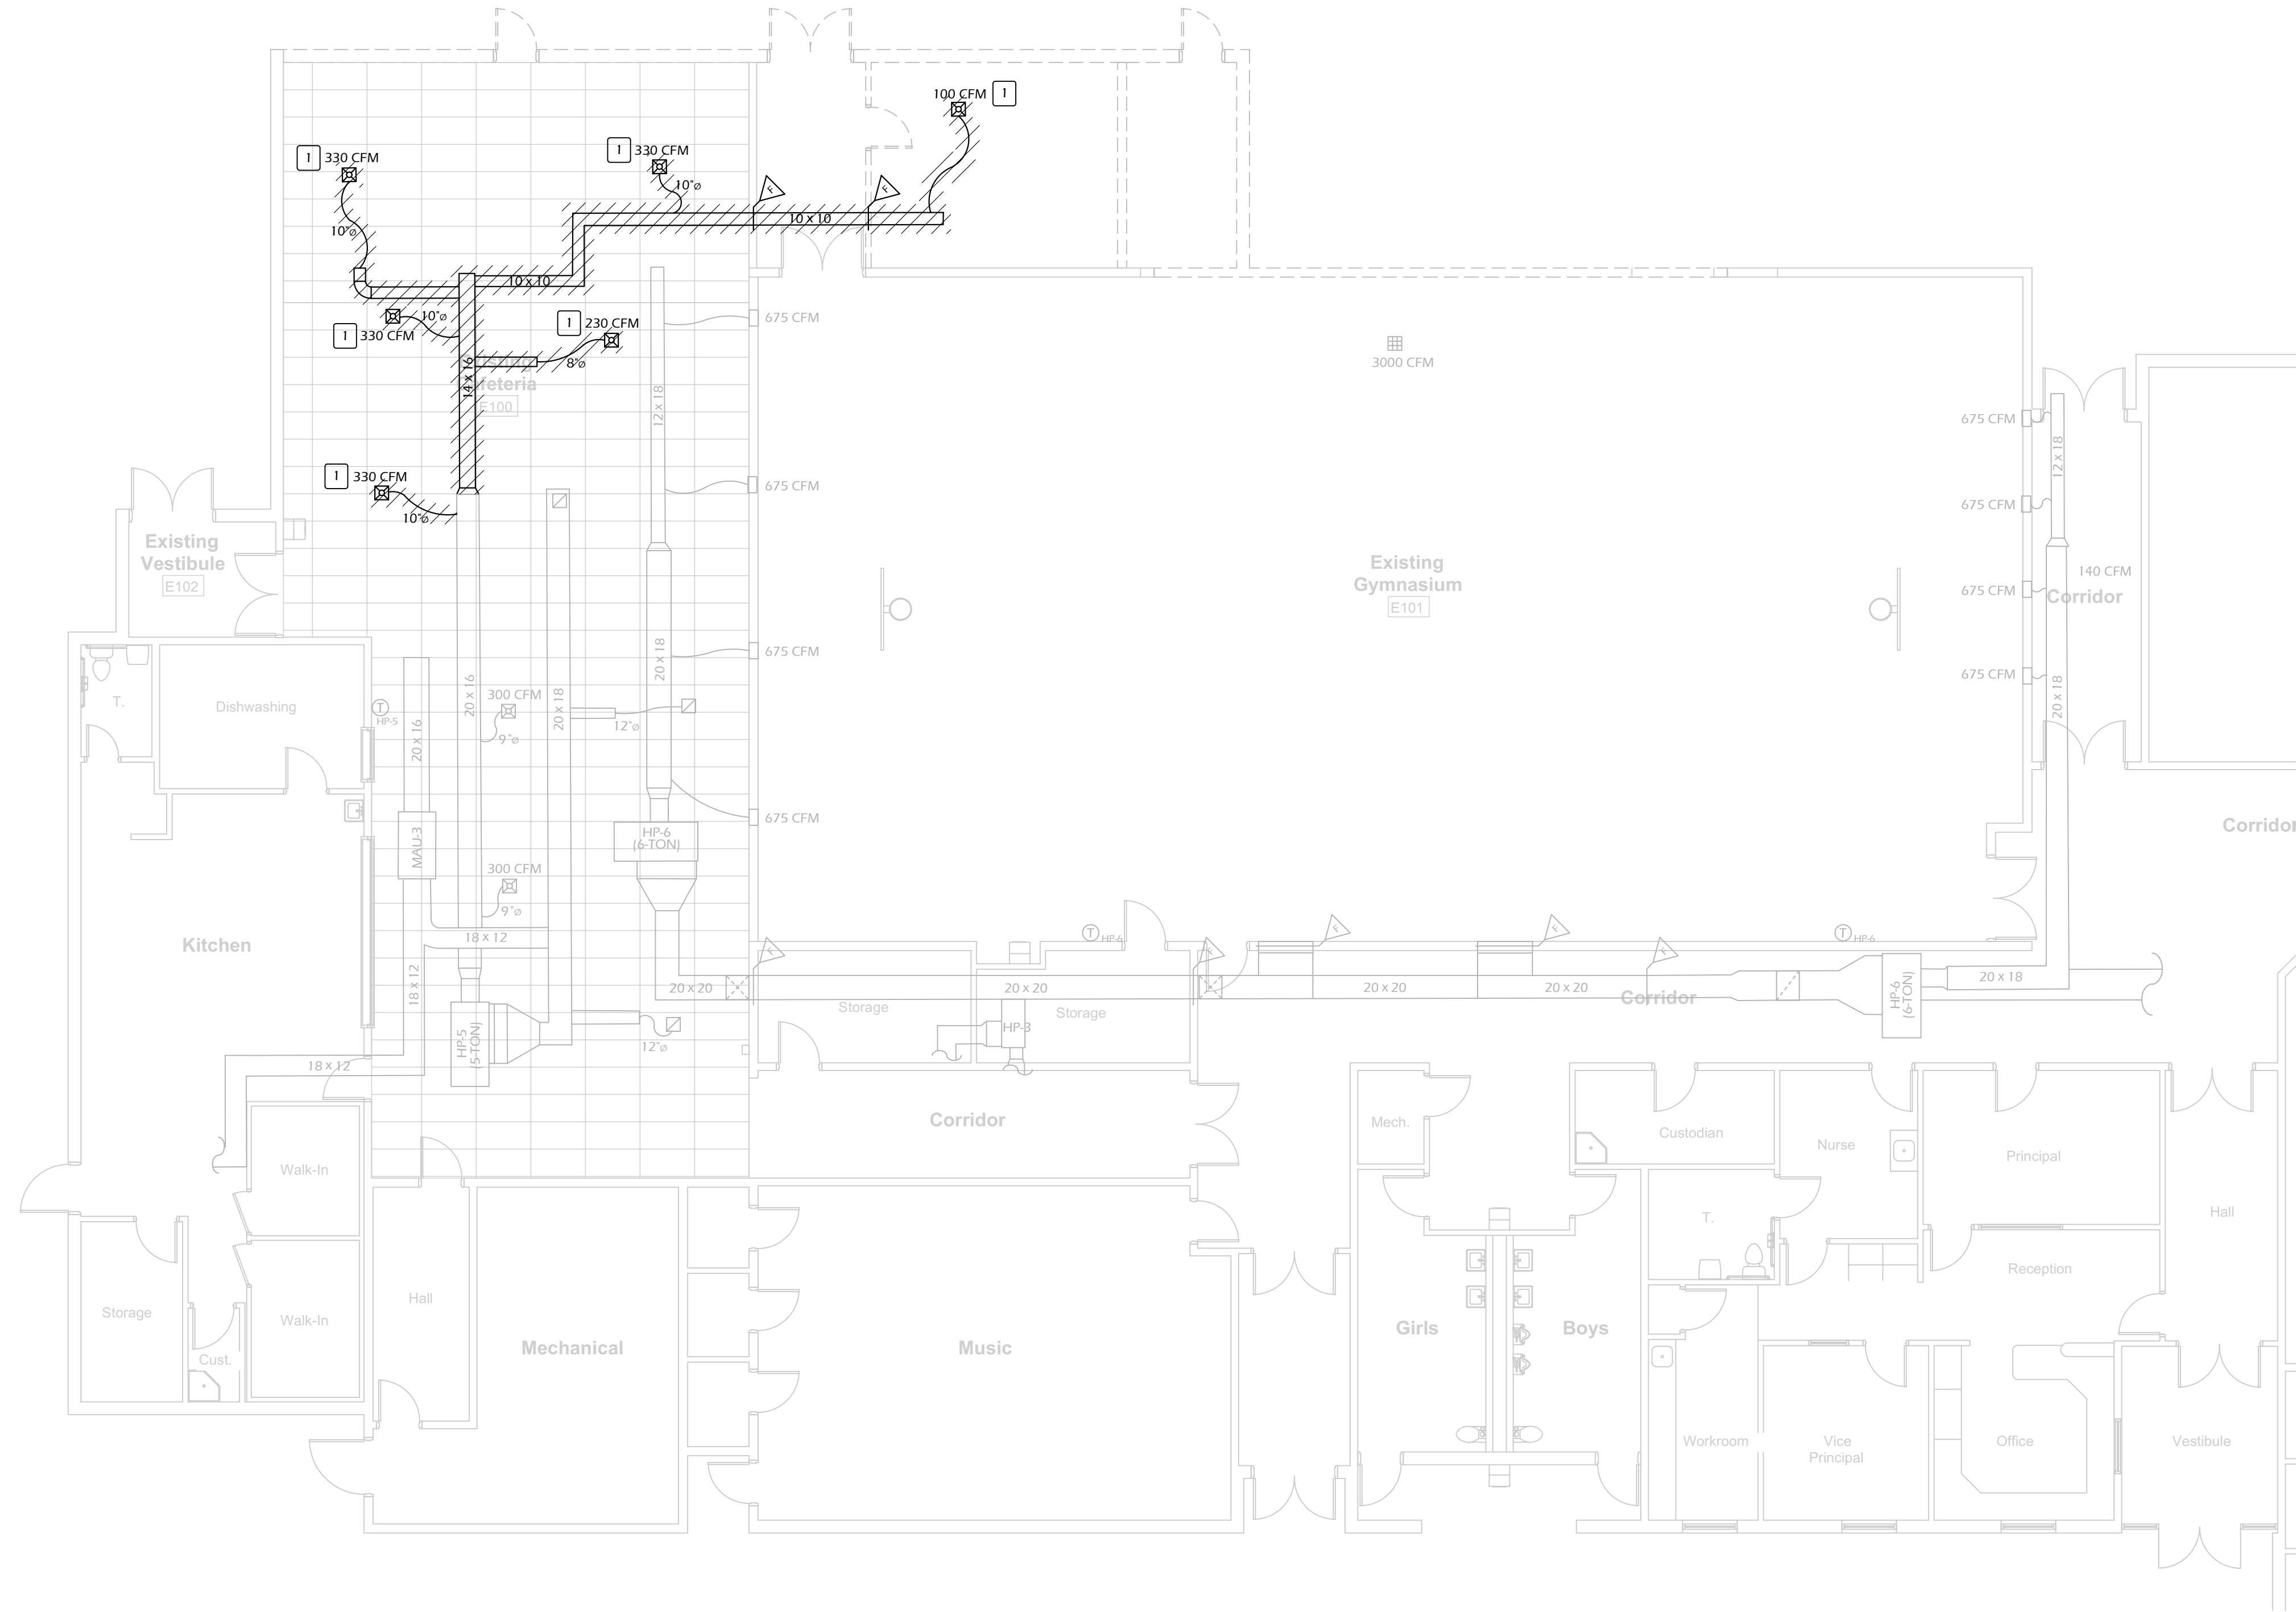 100 CFM
1
1
330 CFM
1
330 CFM
10"ø
F
F
10 x 10
10"ø
10 x 10
10"ø
1
330 CFM
1
230 CFM
8"ø
14 x 16
E100
675 CFM
3000 CFM
12 x 18
675 CFM
12 x 18
1
330 CFM
10"ø
675 CFM
675 CFM
Existing
Vestibule
E102
Existing
Gymnasium
E101
675 CFM
140 CFM
Corridor
675 CFM
20 x 18
675 CFM
20 x 18
T.
Dishwashing
T
HP-5
20 x 16
20 x 16
300 CFM
9"ø
20 x 18
12"ø
MAU-3
HP-6
(6-TON)
675 CFM
Corridor
300 CFM
9"ø
Kitchen
18 x 12
18 x 12
F
T
HP-6
F
F
F
F
T
HP-6
20 x 20
20 x 20
20 x 20
20 x 20
Corridor
HP-6
(6-TON)
20 x 18
Storage
Storage
HP-3
HP-5
(5-TON)
12"ø
18 x 12
Corridor
Mech.
Custodian
Nurse
Principal
Walk-In
T.
Hall
Reception
Storage
Walk-In
Hall
Cust.
Mechanical
Music
Girls
Boys
Workroom
Vice
Principal
Office
Vestibule